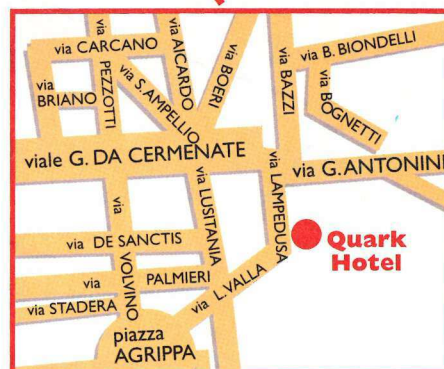 via CARCANO
via PEZZOTTI
via AICARDO
via BOERI
via BAZZI
via B. BIONDELLI
via BRIANO
via S. AMPELLIO
via BOGNETTI
viale G. DA CERMENATE
via LUSITANIA
via LAMPEDUSA
via G. ANTONINI
via VOLVINO
via DE SANCTIS
Quark
Hotel
via PALMIERI
via L. VALLA
via STADERA
piazza
AGRIPPA